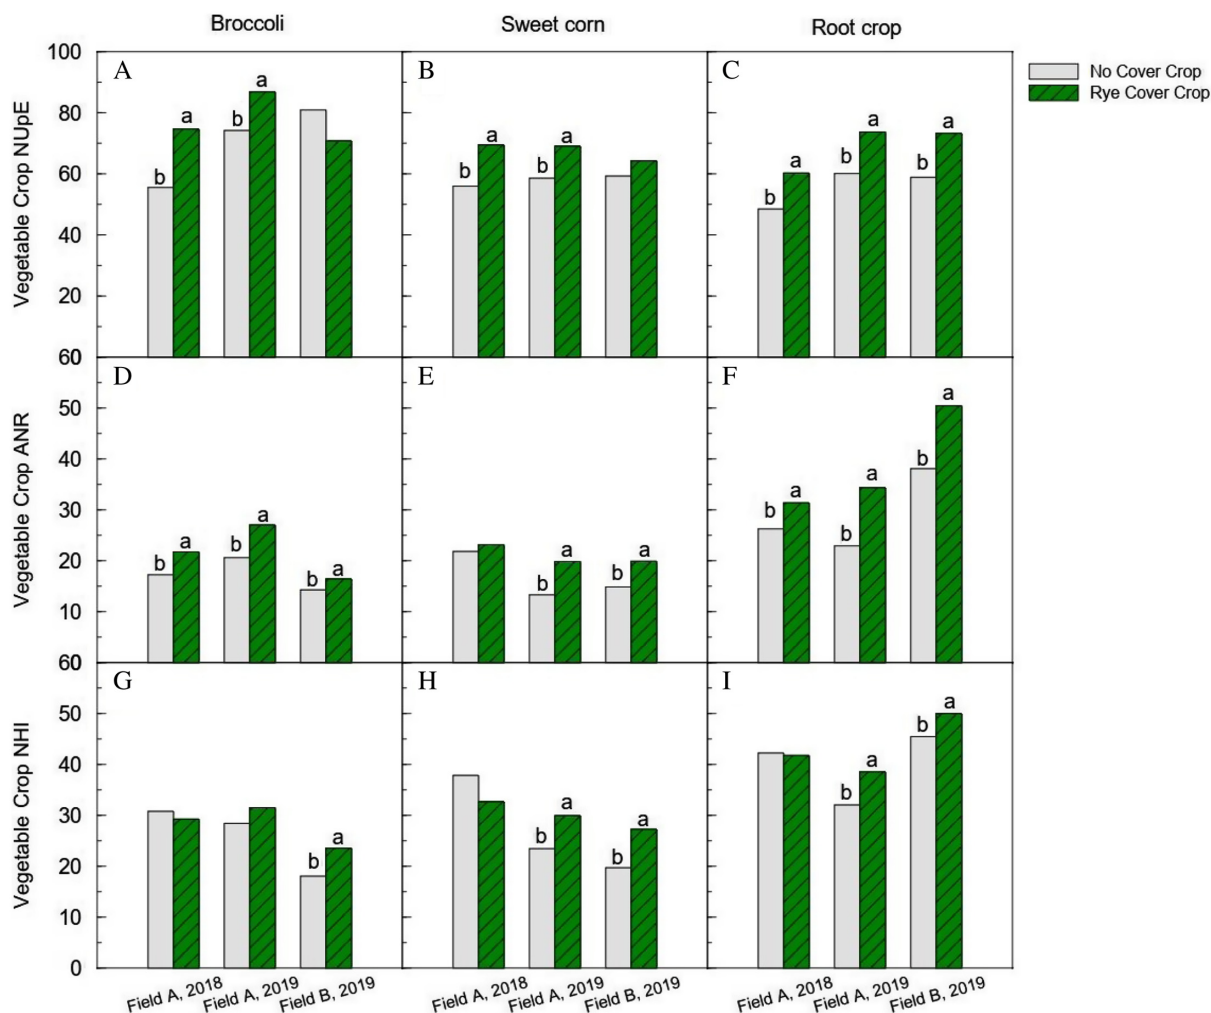 Broccoli Sweet corn Root crop
No Cover Crop
Rye Cover Crop
Vegetable Crop NUpE
100
80
60
40
20
60
A
b a b a
B
b a b a
C
b a b a b a
Vegetable Crop ANR
50
40
30
20
10
60
D
b a b a b a
E
b a b a
F
b a b a b a
Vegetable Crop NHI
50
40
30
20
10
0
G
b a
H
b a b a
I
b a b a
Field A, 2018 Field A, 2019 Field B, 2019 Field A, 2018 Field A, 2019 Field B, 2019 Field A, 2018 Field A, 2019 Field B, 2019